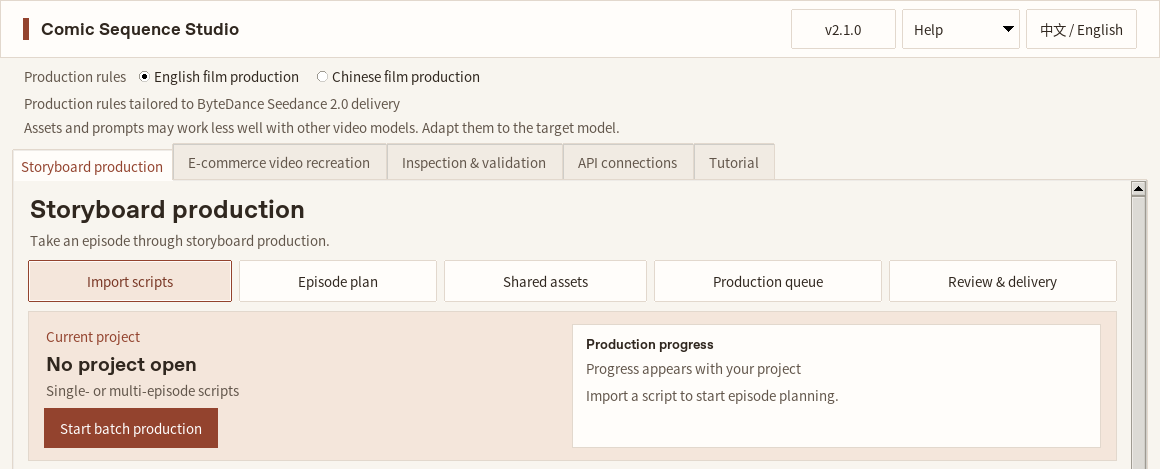 Comic Sequence Studio
v2.1.0
Help
中文 / English
Production rules
English film production
Chinese film production
Production rules tailored to ByteDance Seedance 2.0 delivery
Assets and prompts may work less well with other video models. Adapt them to the target model.
Storyboard production
E-commerce video recreation
Inspection & validation
API connections
Tutorial
Storyboard production
Take an episode through storyboard production.
Import scripts
Episode plan
Shared assets
Production queue
Review & delivery
Current project
No project open
Single- or multi-episode scripts
Start batch production
Production progress
Progress appears with your project
Import a script to start episode planning.